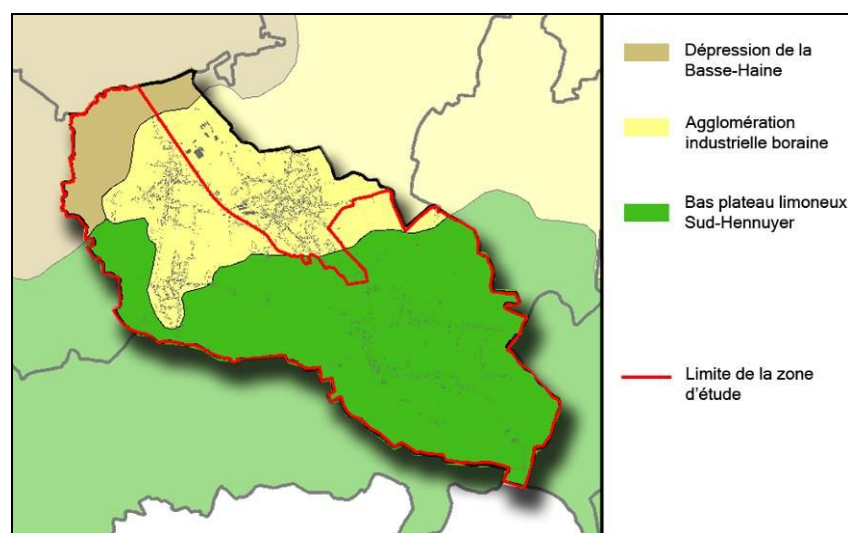 Dépression de la
Basse-Haine
Agglomération
industrielle boraine
Bas plateau limoneux
Sud-Hennuyer
Limite de la zone
d'étude